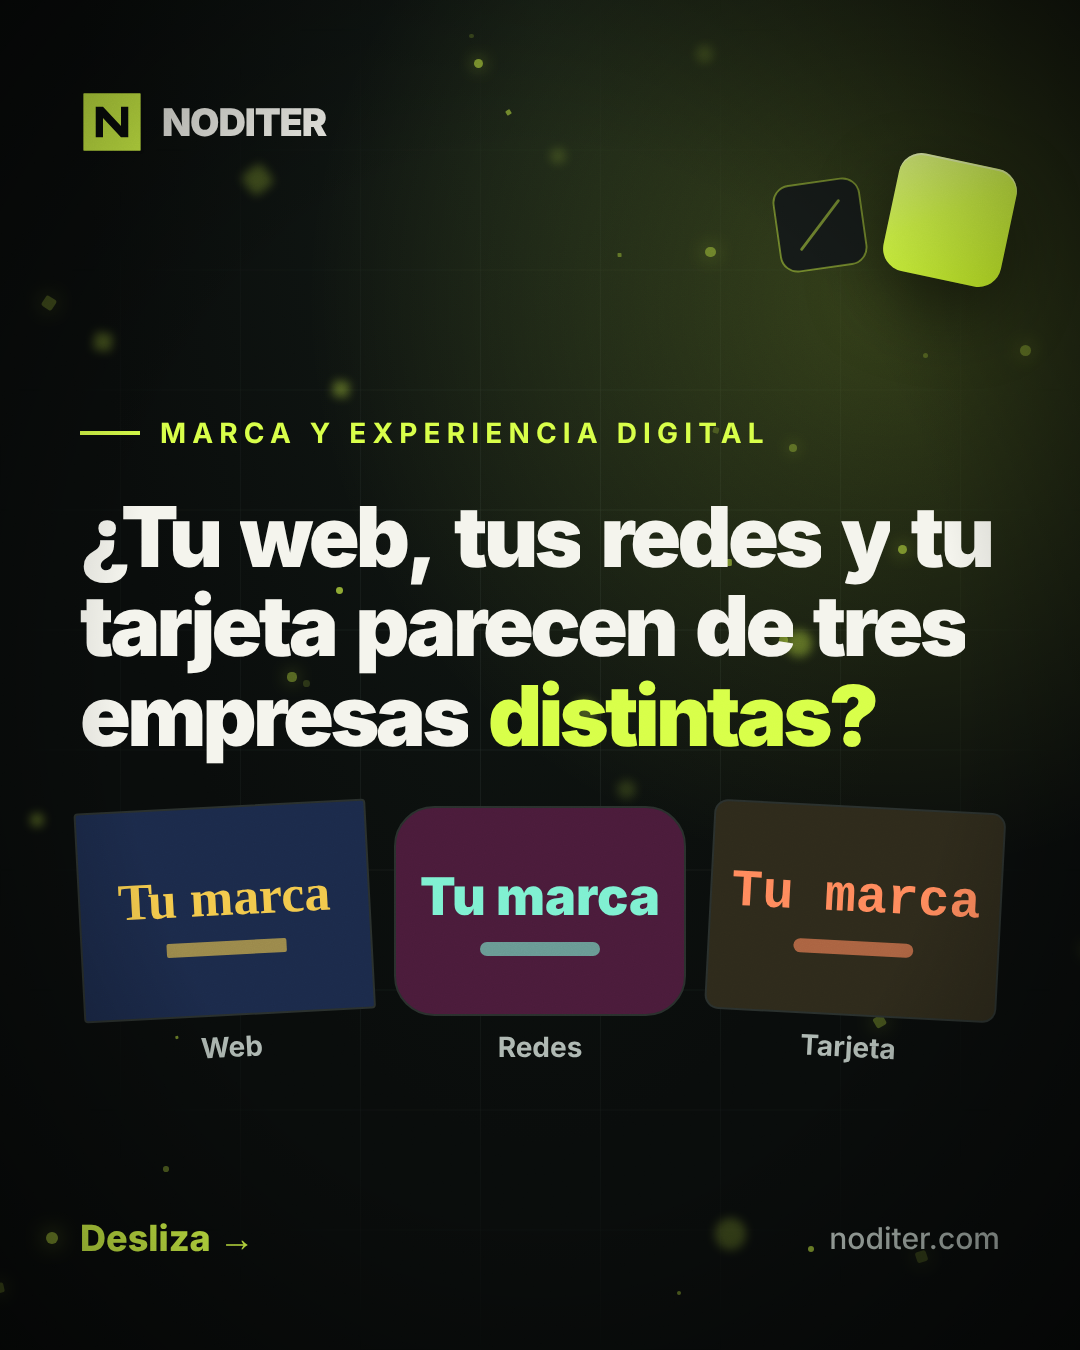 NODITER
MARCA Y EXPERIENCIA DIGITAL
¿Tu web, tus redes y tu
tarjeta parecen de tres
empresas distintas?
Tu marca
Tu marca
Tu marca
Web
Redes
Tarjeta
Desliza →
noditer.com